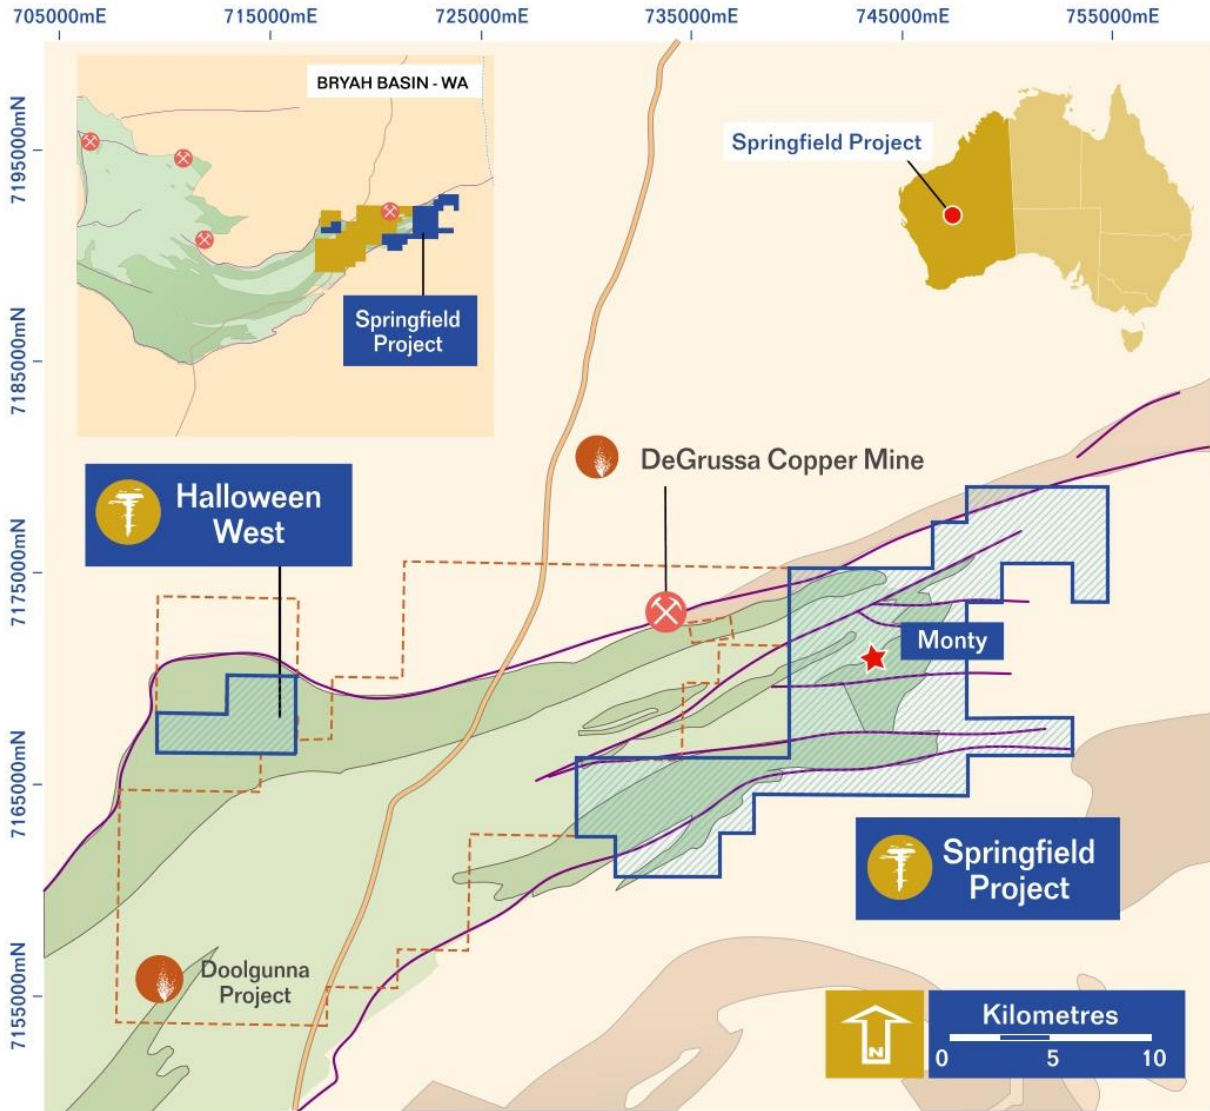 705000mE
715000mE
725000mE
735000mE
745000mE
755000mE
7195000mN
7185000mN
7175000mN
7165000mN
7155000mN
BRYAH BASIN - WA
Springfield
Project
Springfield Project
DeGrussa Copper Mine
Halloween
West
Monty
Springfield
Project
Doolgunna
Project
N
Kilometres
0 5 10